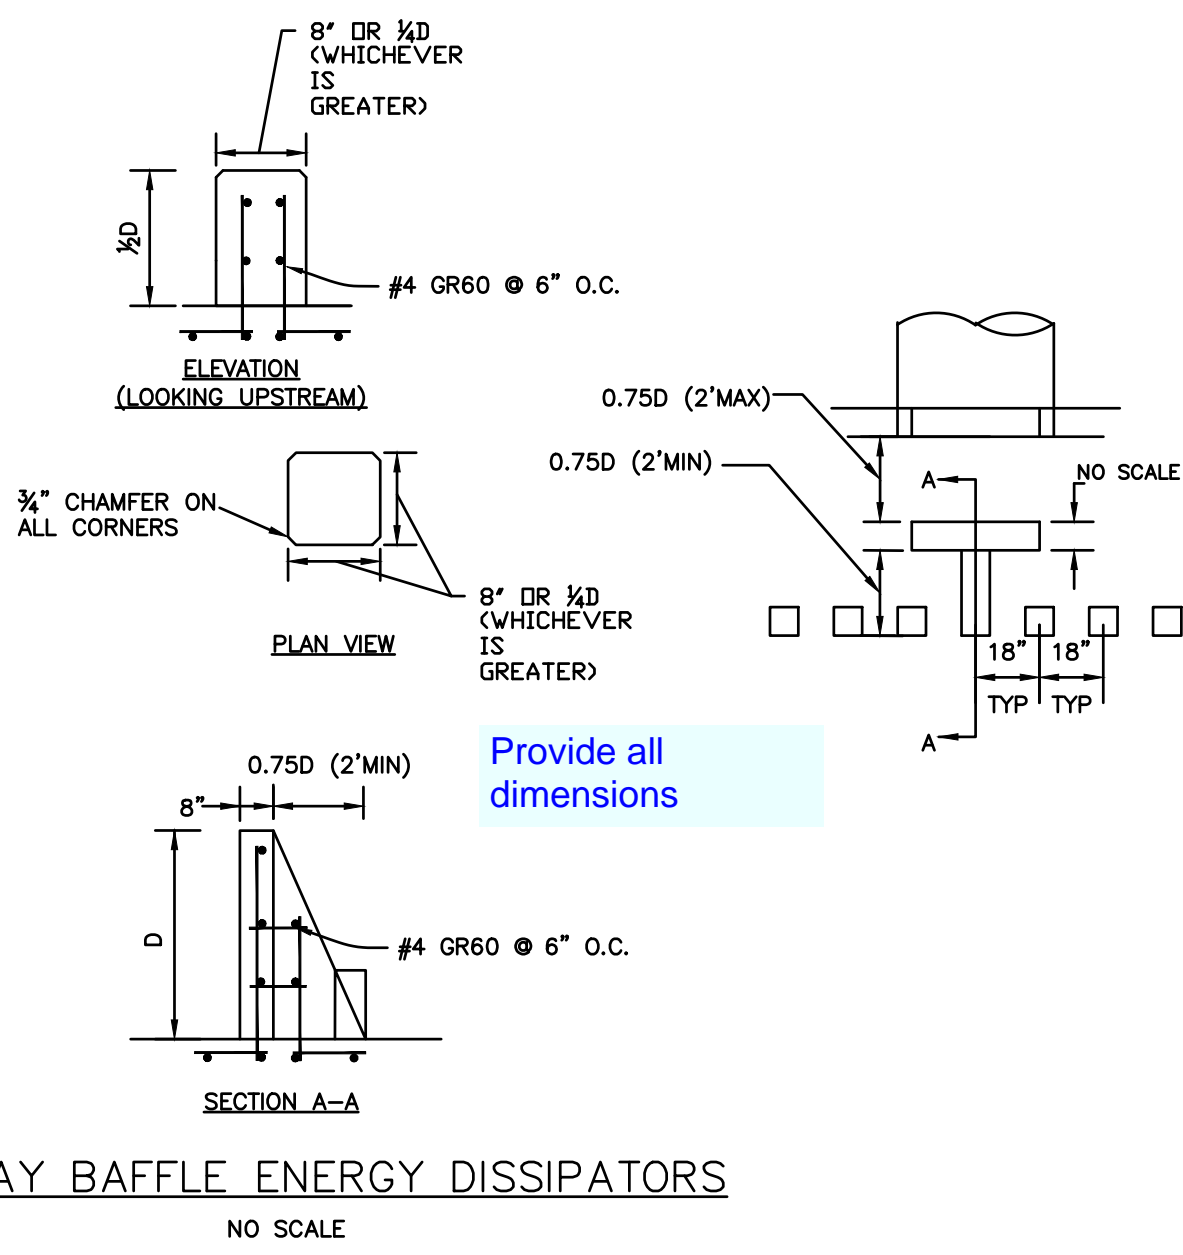 8" OR ¼D
(WHICHEVER
IS
GREATER)
½D
#4 GR60 @ 6" O.C.
ELEVATION
(LOOKING UPSTREAM)
¾" CHAMFER ON
ALL CORNERS
8" OR ¼D
(WHICHEVER
IS
GREATER)
PLAN VIEW
0.75D (2'MAX)
0.75D (2'MIN)
A
NO SCALE
18" 18"
TYP TYP
A
Provide all
dimensions
0.75D (2'MIN)
8"
D
#4 GR60 @ 6" O.C.
SECTION A-A
AY BAFFLE ENERGY DISSIPATORS
NO SCALE